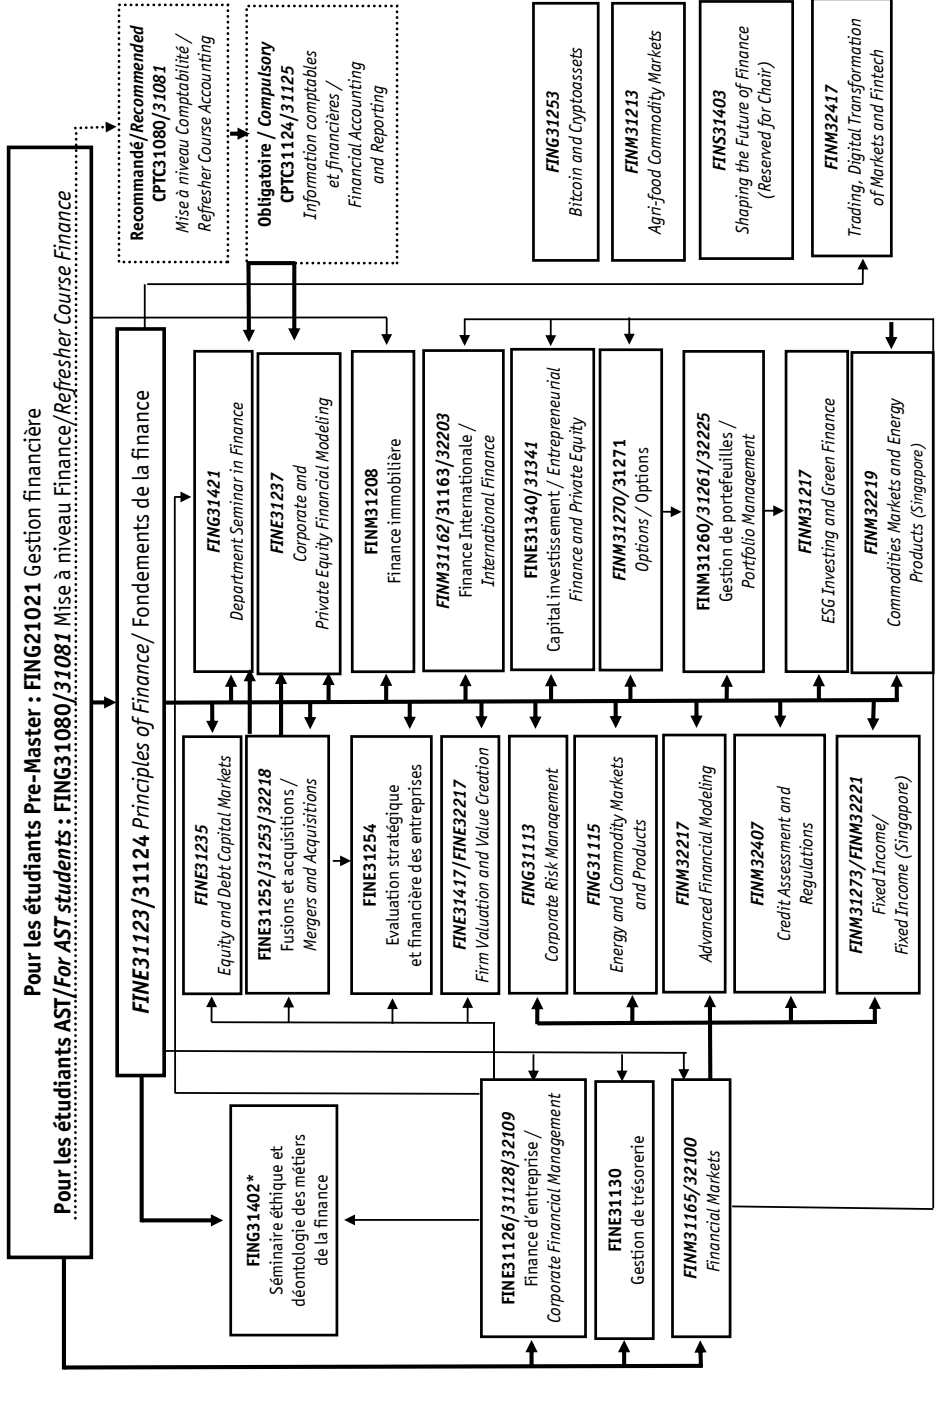 Pour les étudiants Pre-Master : FING21021 Gestion financière
Pour les étudiants AST/For AST students : FING31080/31081 Mise à niveau Finance/Refresher Course Finance
FINE31123/31124 Principles of Finance/ Fondements de la finance
Recommandé/Recommended
CPTC31080/31081
Mise à niveau Comptabilité /
Refresher Course Accounting
Obligatoire / Compulsory
CPTC31124/31125
Information comptables
et financières /
Financial Accounting
and Reporting
FING31402*
Séminaire éthique et
déontologie des métiers
de la finance
FINE31126/31128/32109
Finance d'entreprise /
Corporate Financial Management
FINE31130
Gestion de trésorerie
FINM31165/32100
Financial Markets
FINE31235
Equity and Debt Capital Markets
FINE31252/31253/32218
Fusions et acquisitions /
Mergers and Acquisitions
FINE31254
Evaluation stratégique
et financière des entreprises
FINE31417/FINE32217
Firm Valuation and Value Creation
FING31113
Corporate Risk Management
FING31115
Energy and Commodity Markets
and Products
FINM32217
Advanced Financial Modeling
FINM32407
Credit Assessment and
Regulations
FINM31273/FINM32221
Fixed Income/
Fixed Income (Singapore)
FING31421
Department Seminar in Finance
FINE31237
Corporate and
Private Equity Financial Modeling
FINM31208
Finance immobilière
FINM31162/31163/32203
Finance Internationale /
International Finance
FINE31340/31341
Capital investissement / Entrepreneurial
Finance and Private Equity
FINM31270/31271
Options / Options
FINM31260/31261/32225
Gestion de portefeuilles /
Portfolio Management
FINM31217
ESG Investing and Green Finance
FINM32219
Commodities Markets and Energy
Products (Singapore)
FING31253
Bitcoin and Cryptoassets
FINM31213
Agri-food Commodity Markets
FINS31403
Shaping the Future of Finance
(Reserved for Chair)
FINM32417
Trading, Digital Transformation
of Markets and Fintech